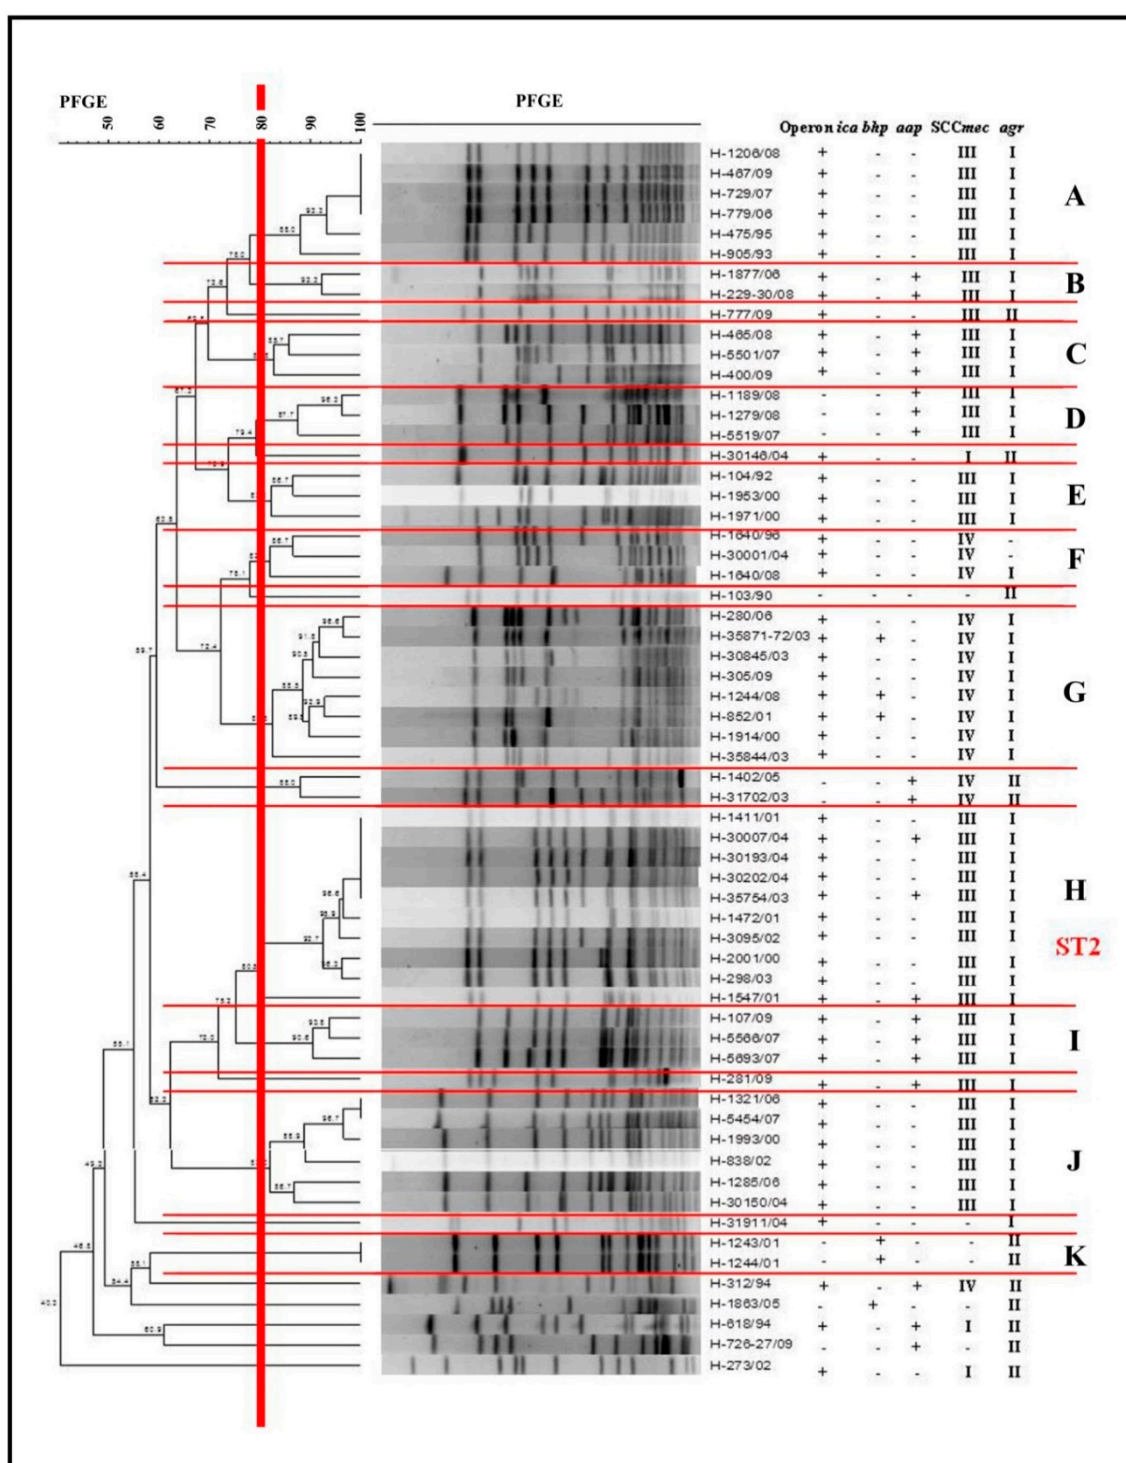 PFGE
PFGE
50 60 70 80 90 100
Operon ica bhp aap SCCmec agr
H-1206/08 + - - III I
H-467/09 + - - III I
H-729/07 + - - III I
A
H-779/06 + - - III I
H-475/95 + - - III I
H-905/93 + - - III I
H-1877/06 + - + III I
B
H-229-30/08 + - + III I
H-777/09 + - - III II
H-465/08 + - + III I
H-5501/07 + - + III I
C
H-400/09 + - + III I
H-1189/08 - - + III I
H-1279/08 - - + III I
D
H-5519/07 - - + III I
H-30146/04 + - - I II
H-104/92 + - - III I
H-1953/00 + - - III I
E
H-1971/00 + - - III I
H-1640/96 + - - IV -
H-30001/04 + - - IV -
F
H-1640/08 + - - IV I
H-103/90 - - - - II
H-280/06 + - - IV I
H-35871-72/03 + + - IV I
H-30845/03 + - - IV I
H-305/09 + - - IV I
G
H-1244/08 + + - IV I
H-852/01 + + - IV I
H-1914/00 + - - IV I
H-35844/03 + - - IV I
H-1402/05 - - + IV II
H-31702/03 - - + IV II
H-1411/01 + - - III I
H-30007/04 + - + III I
H-30193/04 + - - III I
H-30202/04 + - - III I
H
H-35754/03 + - + III I
H-1472/01 + - - III I
H-3095/02 + - - III I
ST2
H-2001/00 + - - III I
H-298/03 + - - III I
H-1547/01 + - + III I
H-107/09 + - + III I
H-5566/07 + - + III I
I
H-5693/07 + - + III I
H-281/09 + - + III I
H-1321/06 + - - III I
H-5454/07 + - - III I
H-1993/00 + - - III I
H-838/02 + - - III I
J
H-1285/06 + - - III I
H-30150/04 + - - III I
H-31911/04 + - - - I
H-1243/01 - + - - II
K
H-1244/01 - + - - II
H-312/94 + - + IV II
H-1863/05 - + - - II
H-618/94 + - + I II
H-726-27/09 - - + - II
H-273/02 + - - I II